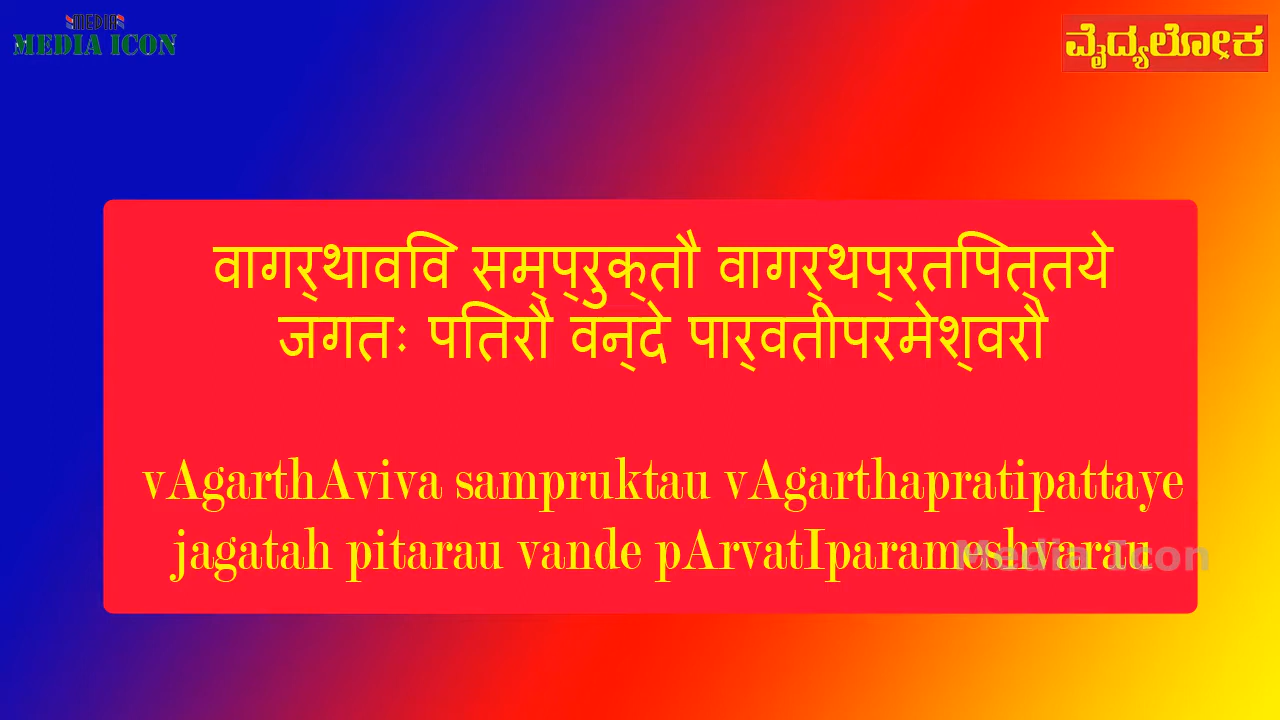 MEDIA
MEDIA ICON
ವೈದ್ಯಲೋಕ
वागर्‌थाववि सम्‌प्‌रुक्‌तौ वागर्‌थप्‌रतपित्‌तये
जगतः पतिरौ वन्‌दे पार्‌वतीपरमेश्‌वरौ
vAgarthAviva sampruktau vAgarthapratipattaye
jagatah pitarau vande pArvatIparameshvarau
Media Icon